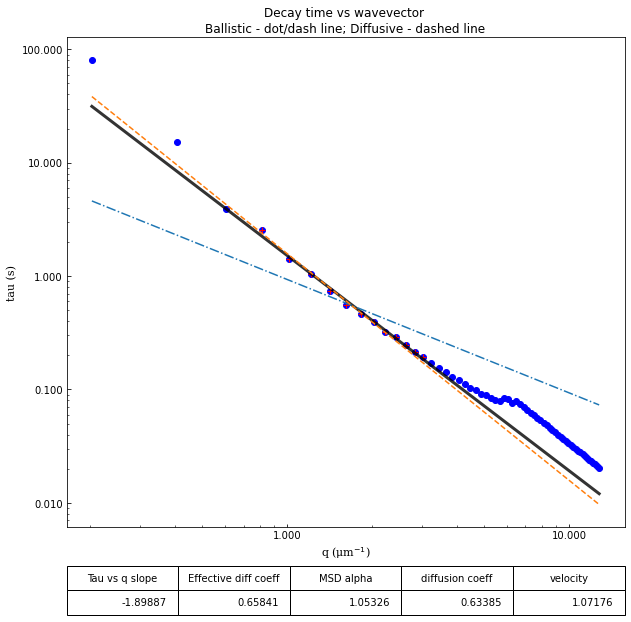 Decay time vs wavevector
Ballistic - dot/dash line; Diffusive - dashed line
100.000
10.000
1.000
0.100
0.010
tau (s)
1.000 10.000
q (μm⁻¹)
Tau vs q slope Effective diff coeff MSD alpha diffusion coeff velocity
-1.89887 0.65841 1.05326 0.63385 1.07176